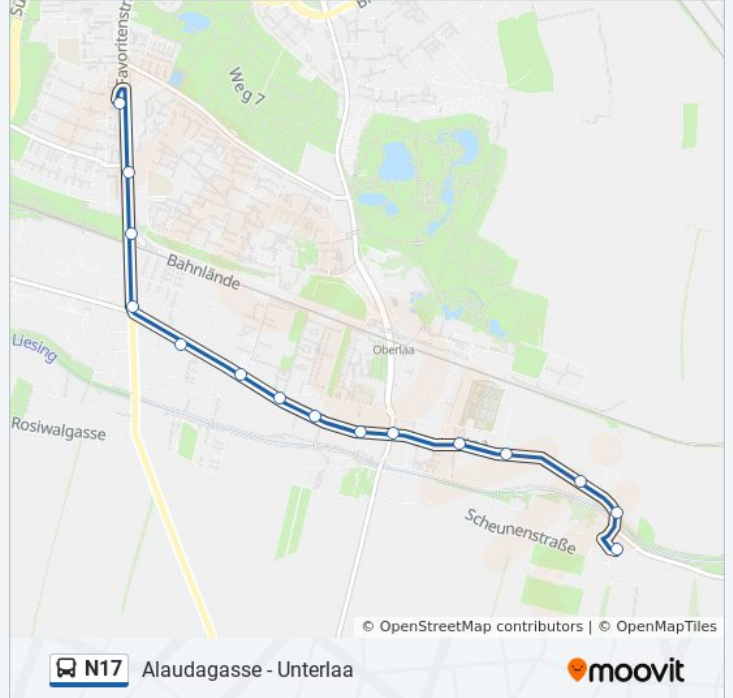 Favoritenstr
Weg 7
Bahnlände
Liesing
Oberlaa
Rosiwalgasse
Scheunenstraße
© OpenStreetMap contributors | © OpenMapTiles
N17 Alaudagasse - Unterlaa
moovit